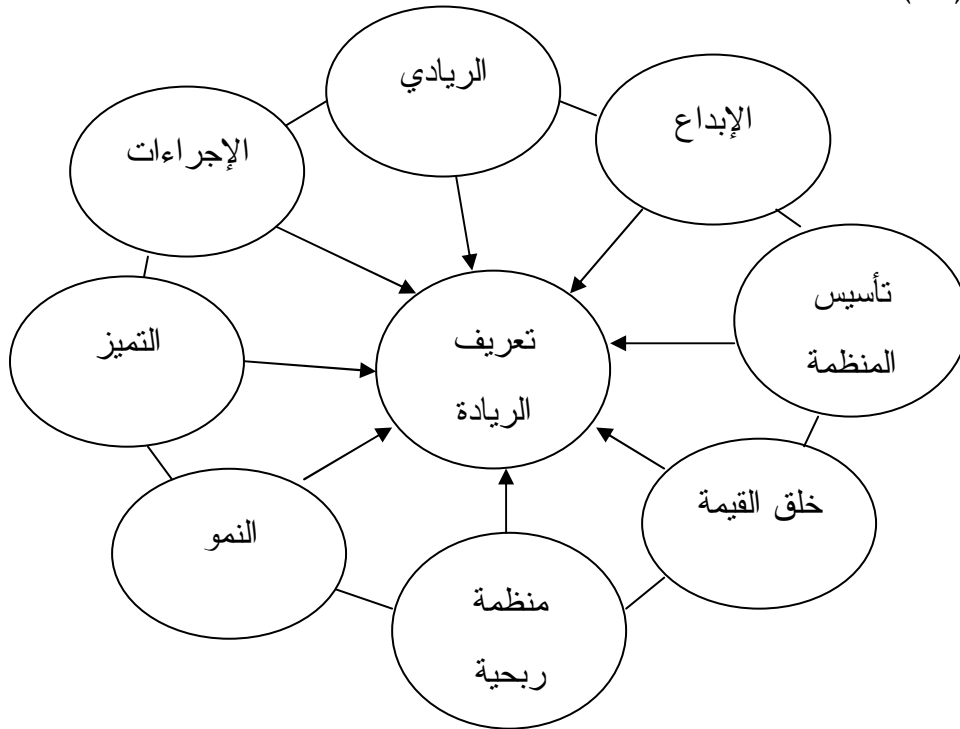 الريادي
الإبداع
الإجراءات
تأسيس
المنظمة
التميز
تعريف
الريادة
خلق القيمة
النمو
منظمة
ربحية